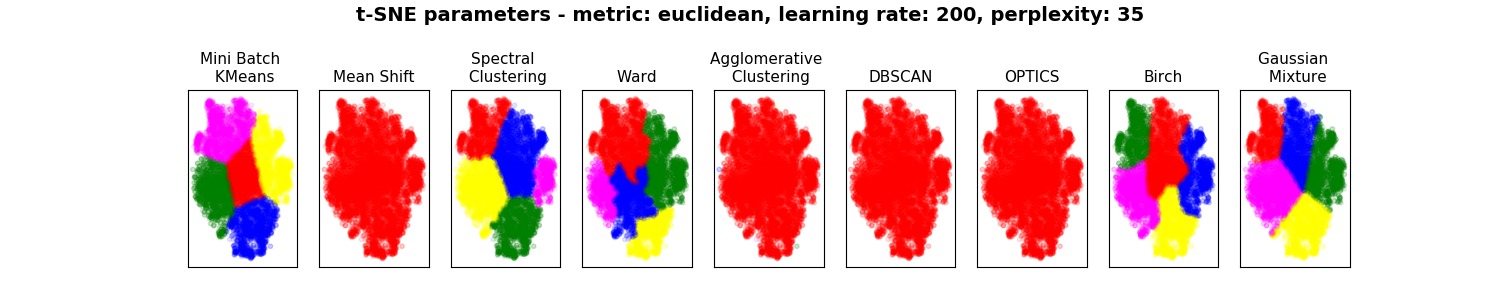 t-SNE parameters - metric: euclidean, learning rate: 200, perplexity: 35
Mini Batch
KMeans
Mean Shift
Spectral
Clustering
Ward
Agglomerative
Clustering
DBSCAN
OPTICS
Birch
Gaussian
Mixture